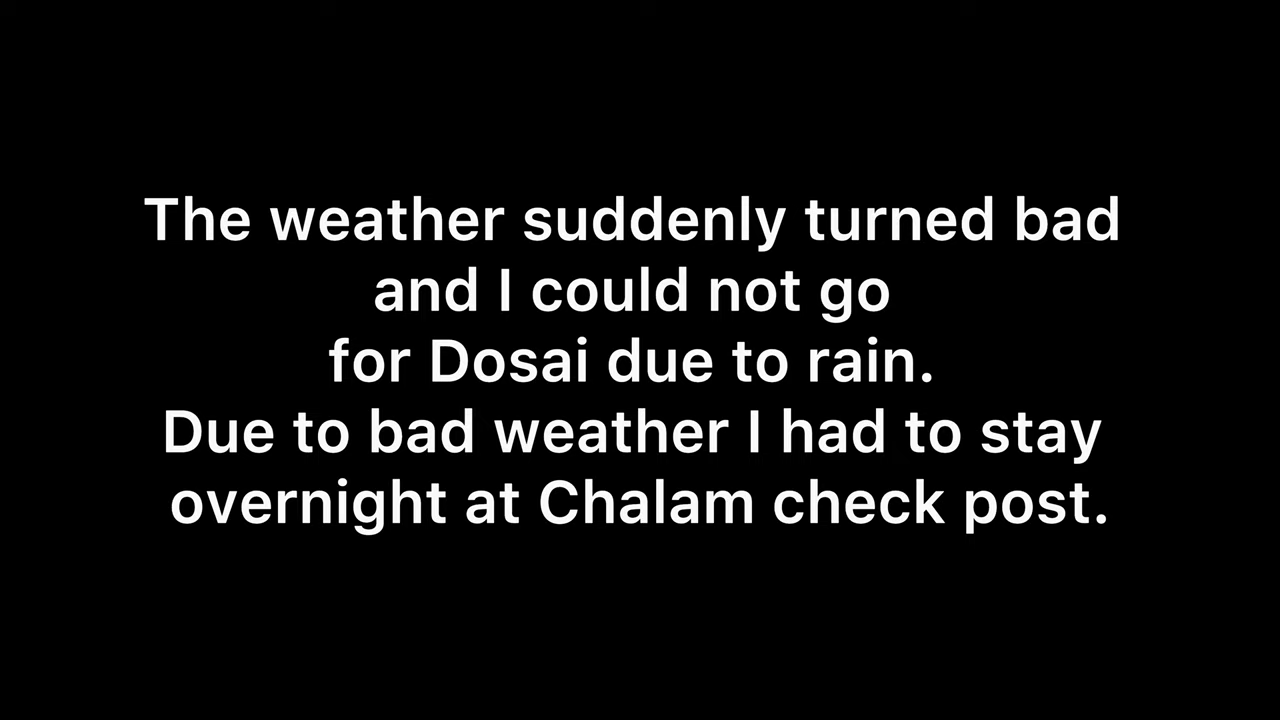 The weather suddenly turned bad
and I could not go
for Dosai due to rain.
Due to bad weather I had to stay
overnight at Chalam check post.